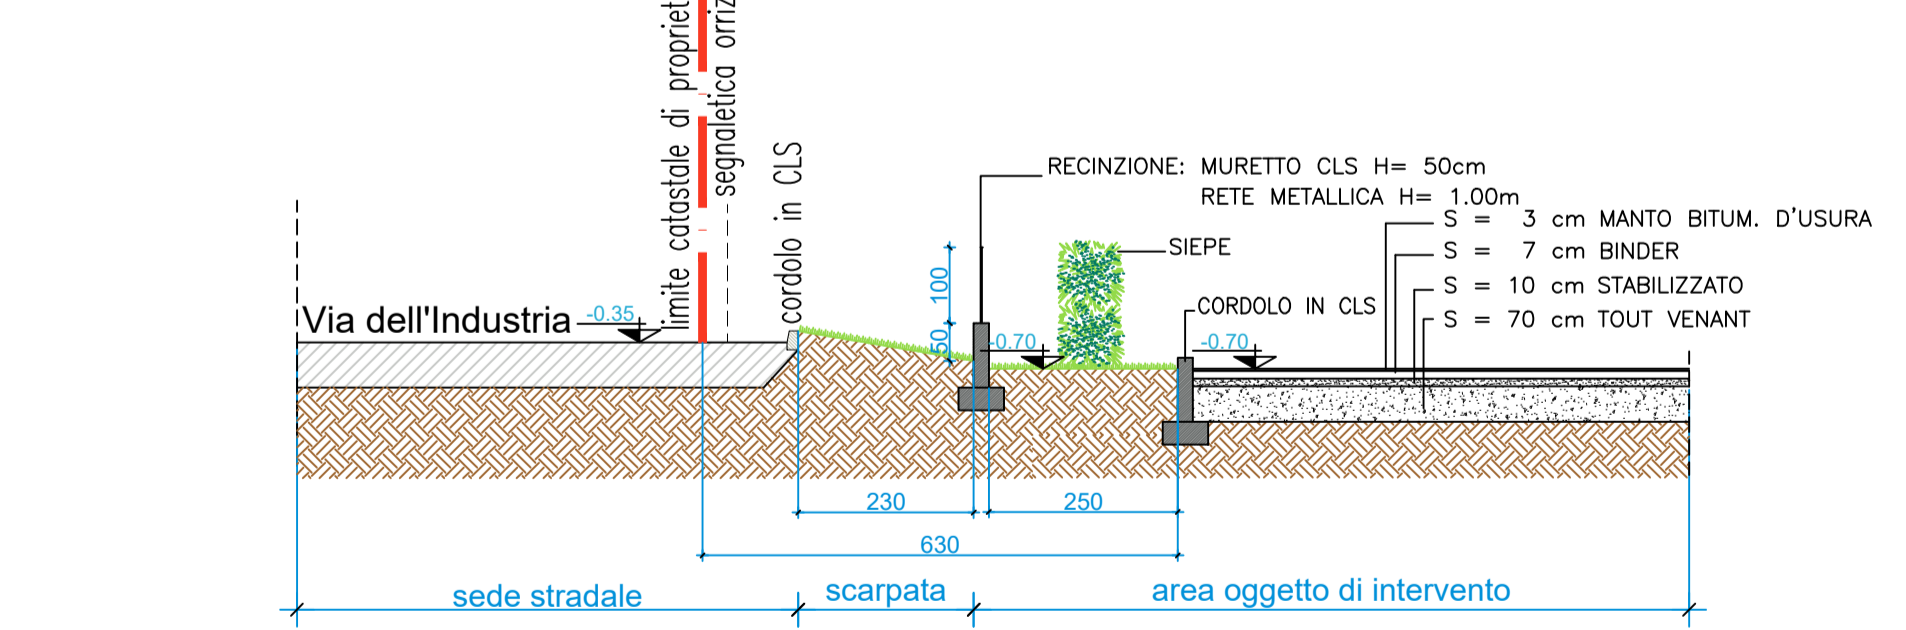 limite catastale di
segnaletica
cordolo in CLS
RECINZIONE: MURETTO CLS H= 50cm
RETE METALLICA H= 1.00m
S = 3 cm MANTO BITUM. D'USURA
SIEPE
S = 7 cm BINDER
S = 10 cm STABILIZZATO
CORDOLO IN CLS
S = 70 cm TOUT VENANT
Via dell'Industria
-0.35
100
50
-0.70
-0.70
230
250
630
sede stradale
scarpata
area oggetto di intervento